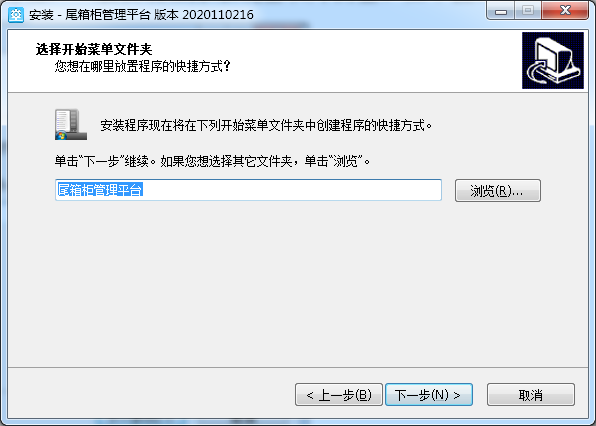 安装 - 尾箱柜管理平台 版本 2020110216
选择开始菜单文件夹
您想在哪里放置程序的快捷方式？
安装程序现在将在下列开始菜单文件夹中创建程序的快捷方式。
单击“下一步”继续。如果您想选择其它文件夹，单击“浏览”。
尾箱柜管理平台
浏览(R)...
< 上一步(B)
下一步(N) >
取消